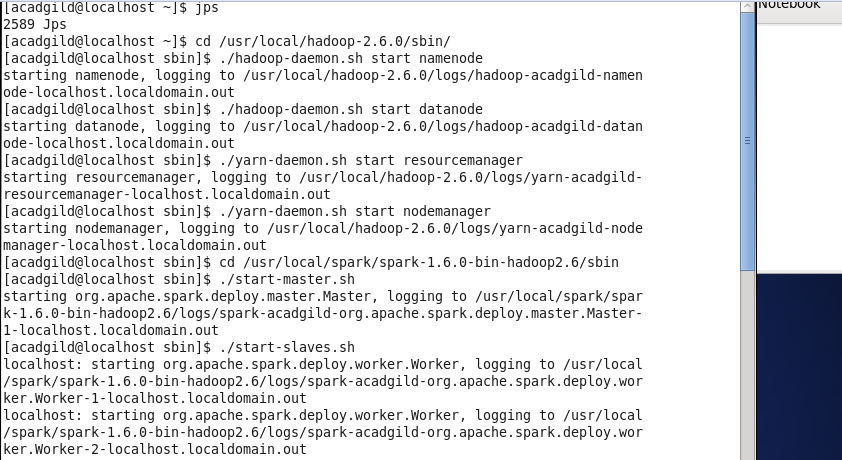 [acadgild@localhost ~]$ jps
2589 Jps
[acadgild@localhost ~]$ cd /usr/local/hadoop-2.6.0/sbin/
[acadgild@localhost sbin]$ ./hadoop-daemon.sh start namenode
starting namenode, logging to /usr/local/hadoop-2.6.0/logs/hadoop-acadgild-namen
ode-localhost.localdomain.out
[acadgild@localhost sbin]$ ./hadoop-daemon.sh start datanode
starting datanode, logging to /usr/local/hadoop-2.6.0/logs/hadoop-acadgild-datan
ode-localhost.localdomain.out
[acadgild@localhost sbin]$ ./yarn-daemon.sh start resourcemanager
starting resourcemanager, logging to /usr/local/hadoop-2.6.0/logs/yarn-acadgild-
resourcemanager-localhost.localdomain.out
[acadgild@localhost sbin]$ ./yarn-daemon.sh start nodemanager
starting nodemanager, logging to /usr/local/hadoop-2.6.0/logs/yarn-acadgild-node
manager-localhost.localdomain.out
[acadgild@localhost sbin]$ cd /usr/local/spark/spark-1.6.0-bin-hadoop2.6/sbin
[acadgild@localhost sbin]$ ./start-master.sh
starting org.apache.spark.deploy.master.Master, logging to /usr/local/spark/spar
k-1.6.0-bin-hadoop2.6/logs/spark-acadgild-org.apache.spark.deploy.master.Master-
1-localhost.localdomain.out
[acadgild@localhost sbin]$ ./start-slaves.sh
localhost: starting org.apache.spark.deploy.worker.Worker, logging to /usr/local
/spark/spark-1.6.0-bin-hadoop2.6/logs/spark-acadgild-org.apache.spark.deploy.wor
ker.Worker-1-localhost.localdomain.out
localhost: starting org.apache.spark.deploy.worker.Worker, logging to /usr/local
/spark/spark-1.6.0-bin-hadoop2.6/logs/spark-acadgild-org.apache.spark.deploy.wor
ker.Worker-2-localhost.localdomain.out
Notebook